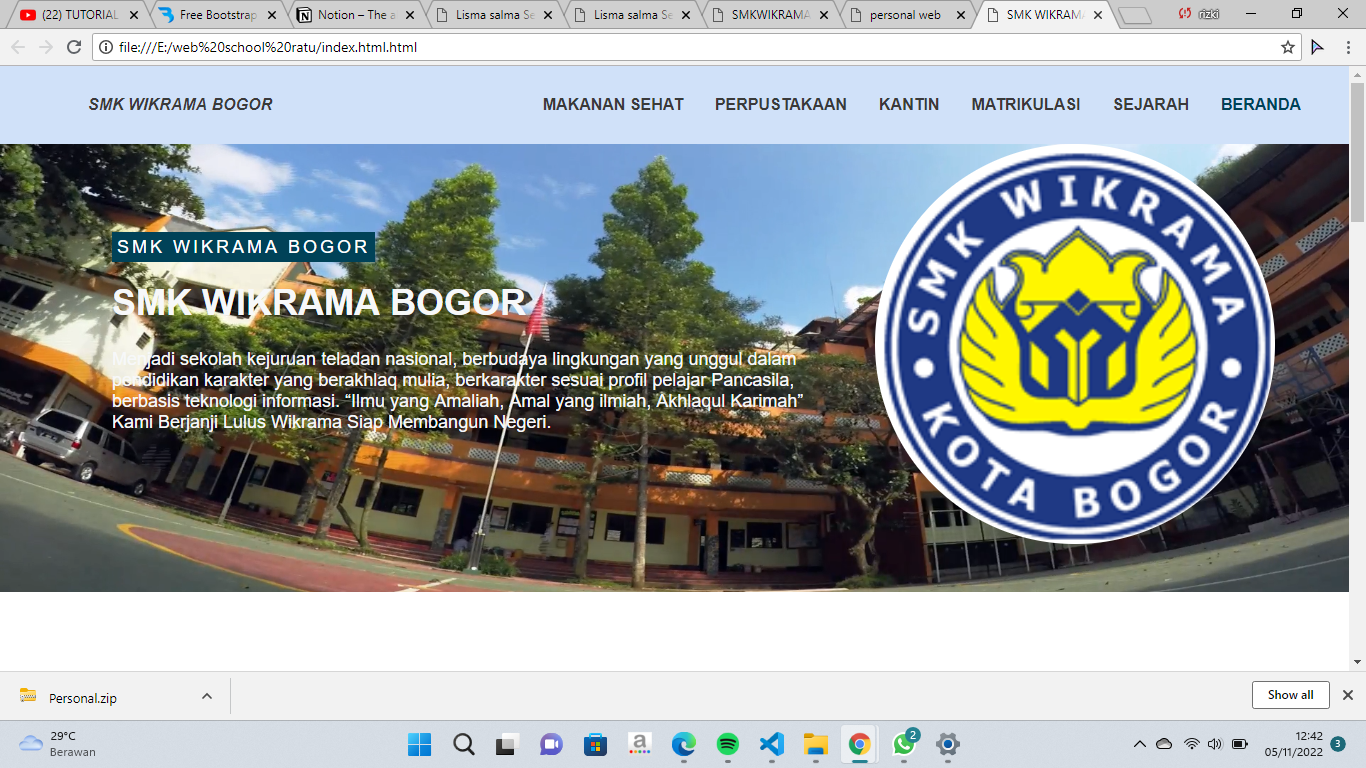 (22) TUTORIAL
Free Bootstrap
Notion – The a
Lisma salma Se
Lisma salma Se
SMKWIKRAMA
personal web
SMK WIKRAMA
rizki
file:///E:/web%20school%20ratu/index.html.html
SMK WIKRAMA BOGOR
MAKANAN SEHAT PERPUSTAKAAN KANTIN MATRIKULASI SEJARAH BERANDA
SMK WIKRAMA BOGOR
SMK WIKRAMA BOGOR
Menjadi sekolah kejuruan teladan nasional, berbudaya lingkungan yang unggul dalam
pendidikan karakter yang berakhlaq mulia, berkarakter sesuai profil pelajar Pancasila,
berbasis teknologi informasi. “Ilmu yang Amaliah, Amal yang ilmiah, Akhlaqul Karimah”
Kami Berjanji Lulus Wikrama Siap Membangun Negeri.
SMK WIKRAMA
KOTA BOGOR
Personal.zip
Show all
29°C
Berawan
a
2
12:42
05/11/2022
3